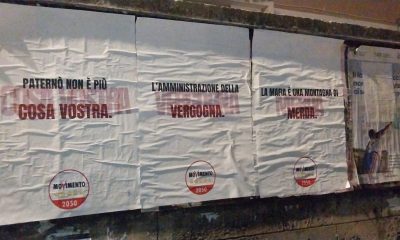 PATERNÒ NON È PIÙ
COSA VOSTRA.
MOVIMENTO
2050
L'AMMINISTRAZIONE DELLA
VERGOGNA.
MOVIMENTO
2050
LA MAFIA È UNA MONTAGNA DI
MERDA.
MOVIMENTO
2050